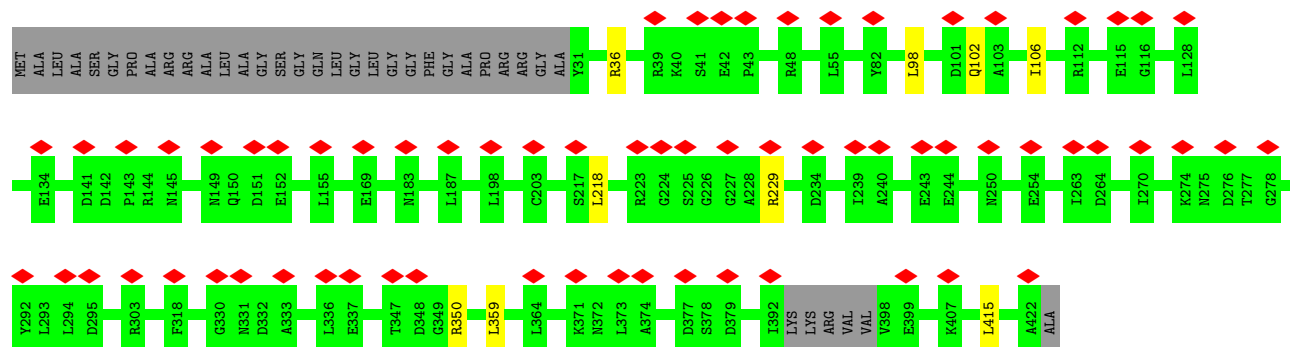 MET ALA LEU LEU ALA SER GLY PRO ALA ARG ARG ALA LEU ALA GLY SER GLY GLN LEU GLY LEU GLY GLY PHE GLY ALA PRO ARG ARG GLY ALA Y31 R36 R39 K40 S41 E42 P43 R48 L55 Y82 L98 D101 Q102 A103 I106 R112 E115 G116 L128
E134 D141 D142 P143 R144 N145 N149 Q150 D151 E152 L155 E169 N183 L187 L198 C203 S217 L218 R223 G224 S225 G226 G227 A228 R229 D234 I239 A240 E243 E244 N250 E254 I263 D264 I270 K274 N275 D276 T277 G278
Y292 L293 L294 D295 R303 F318 G330 N331 D332 A333 L336 E337 T347 D348 G349 R350 L359 L364 K371 N372 L373 A374 D377 S378 D379 I392 LYS LYS ARG VAL VAL V398 E399 K407 L415 A422 ALA